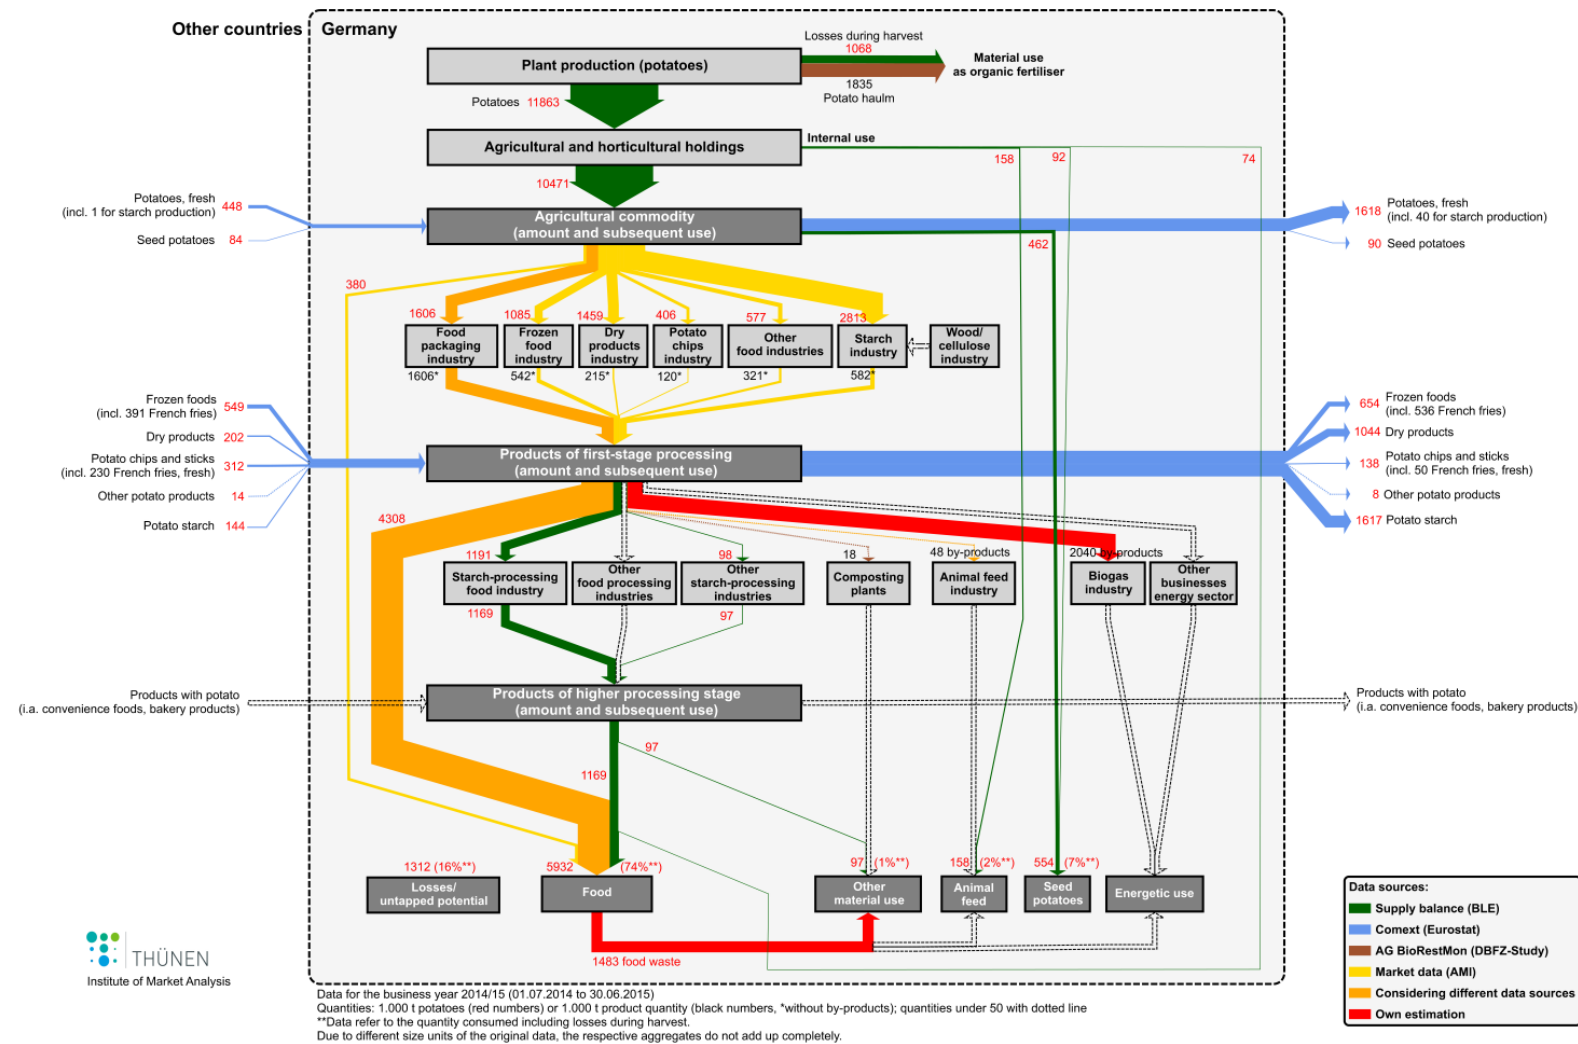 Other countries
Germany
Losses during harvest
1068
Plant production (potatoes)
Material use
as organic fertiliser
1835
Potato haulm
Potatoes 11863
Agricultural and horticultural holdings
Internal use
158
92
74
10471
Potatoes, fresh
(incl. 1 for starch production)
448
Seed potatoes 84
Agricultural commodity
(amount and subsequent use)
462
1618
Potatoes, fresh
(incl. 40 for starch production)
90 Seed potatoes
380
1606
1085
1459
406
577
2813
Food
packaging
industry
Frozen
food
industry
Dry
products
industry
Potato
chips
industry
Other
food industries
Starch
industry
Wood/
cellulose
industry
1606*
542*
215*
120*
321*
582*
Frozen foods
(incl. 391 French fries)
549
Dry products 202
Potato chips and sticks
(incl. 230 French fries, fresh)
312
Other potato products 14
Potato starch 144
Products of first-stage processing
(amount and subsequent use)
654
Frozen foods
(incl. 536 French fries)
1044 Dry products
138
Potato chips and sticks
(incl. 50 French fries, fresh)
8 Other potato products
1617 Potato starch
4308
1191
98
18
48 by-products
2040 by-products
Starch-processing
food industry
Other
food processing
industries
Other
starch-processing
industries
Composting
plants
Animal feed
industry
Biogas
industry
Other
businesses
energy sector
1169
97
Products with potato
(i.a. convenience foods, bakery products)
Products of higher processing stage
(amount and subsequent use)
Products with potato
(i.a. convenience foods, bakery products)
97
1169
1312 (16%**)
5932
(74%**)
97 (1%**)
158 (2%**)
554 (7%**)
Losses/
untapped potential
Food
Other
material use
Animal
feed
Seed
potatoes
Energetic use
1483 food waste
Data sources:
Supply balance (BLE)
Comext (Eurostat)
AG BioRestMon (DBFZ-Study)
Market data (AMI)
Considering different data sources
Own estimation
THÜNEN
Institute of Market Analysis
Data for the business year 2014/15 (01.07.2014 to 30.06.2015)
Quantities: 1.000 t potatoes (red numbers) or 1.000 t product quantity (black numbers, *without by-products); quantities under 50 with dotted line
**Data refer to the quantity consumed including losses during harvest.
Due to different size units of the original data, the respective aggregates do not add up completely.